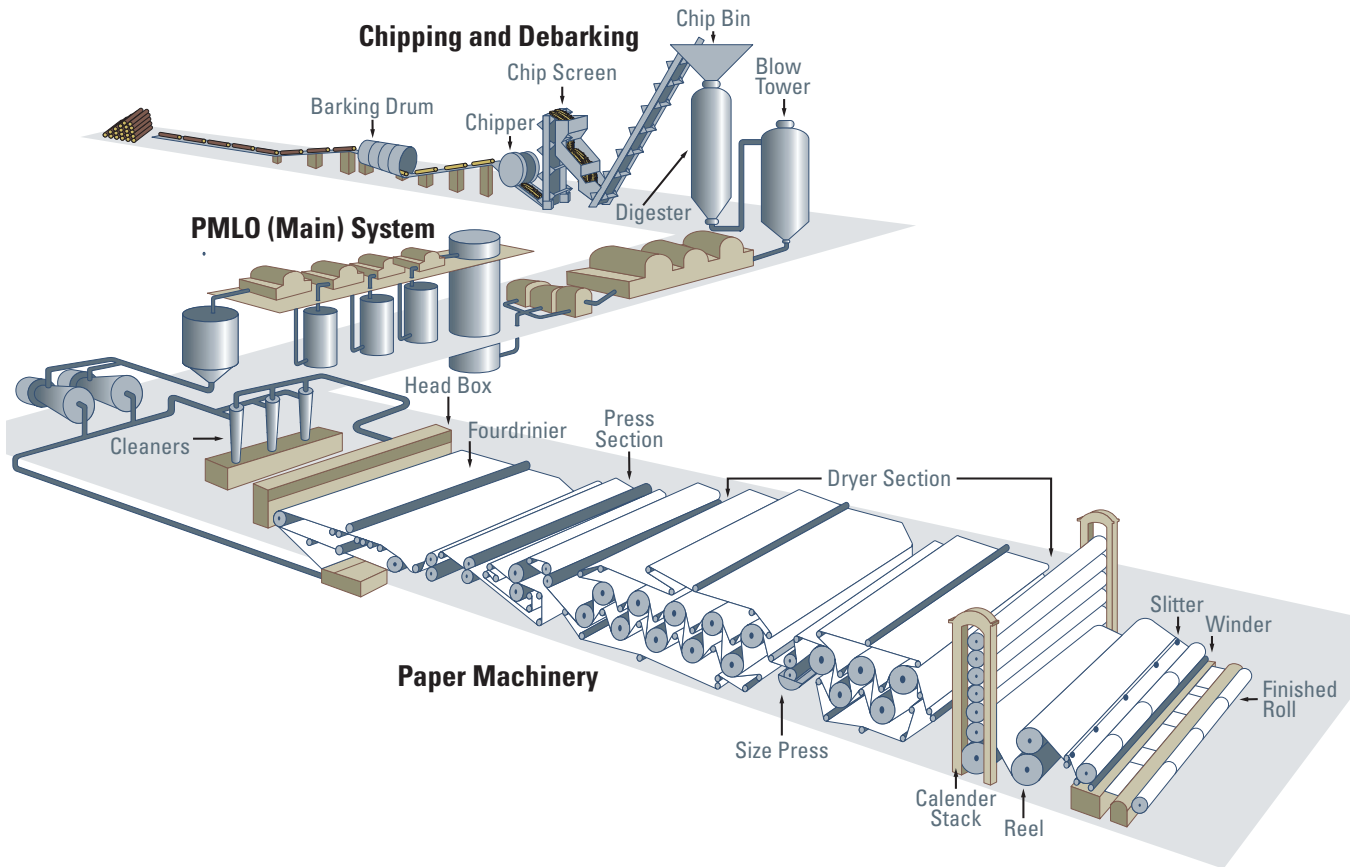 Chip Bin
Chipping and Debarking
Chip Screen
Blow
Tower
Barking Drum
Chipper
Digester
PMLO (Main) System
Head Box
Cleaners
Fourdrinier
Press
Section
Dryer Section
Slitter
Winder
Paper Machinery
Finished
Roll
Size Press
Calender
Stack
Reel